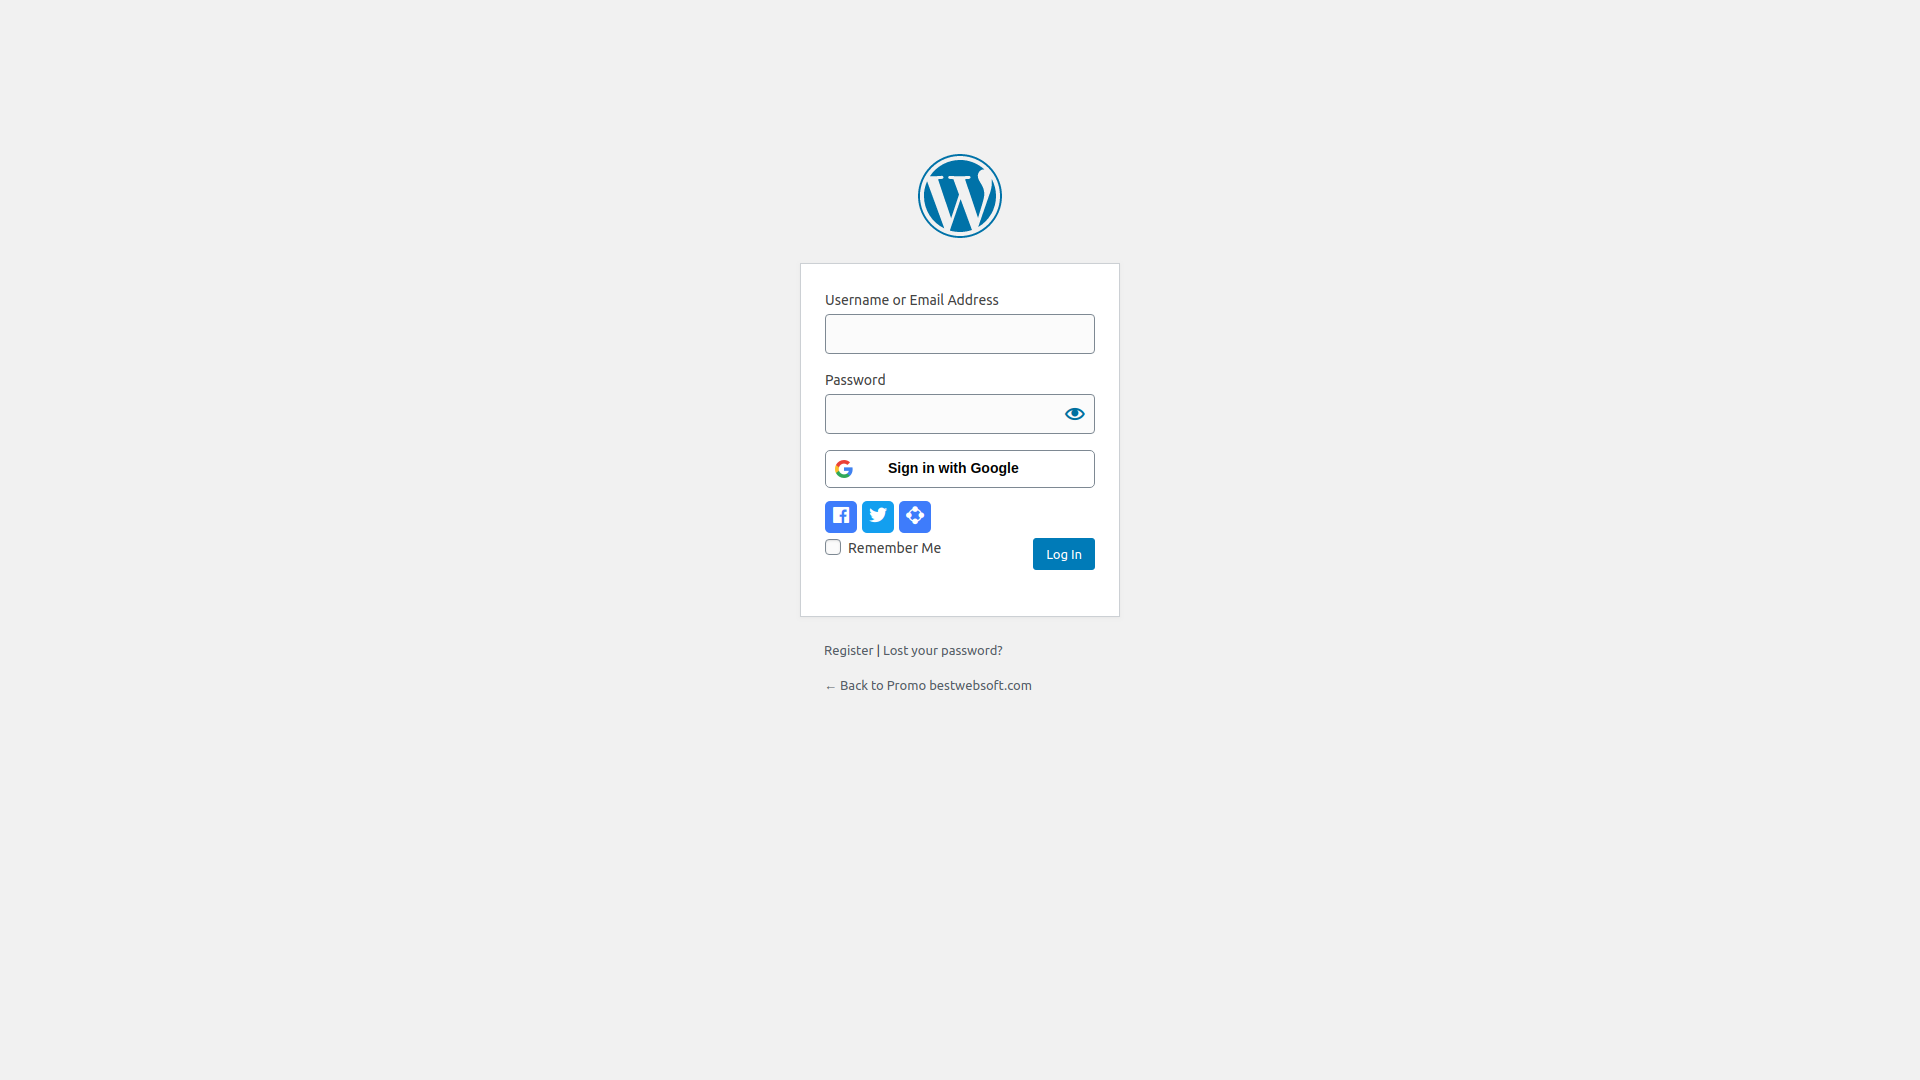 Username or Email Address
Password
Sign in with Google
Remember Me
Log In
Register | Lost your password?
← Back to Promo bestwebsoft.com